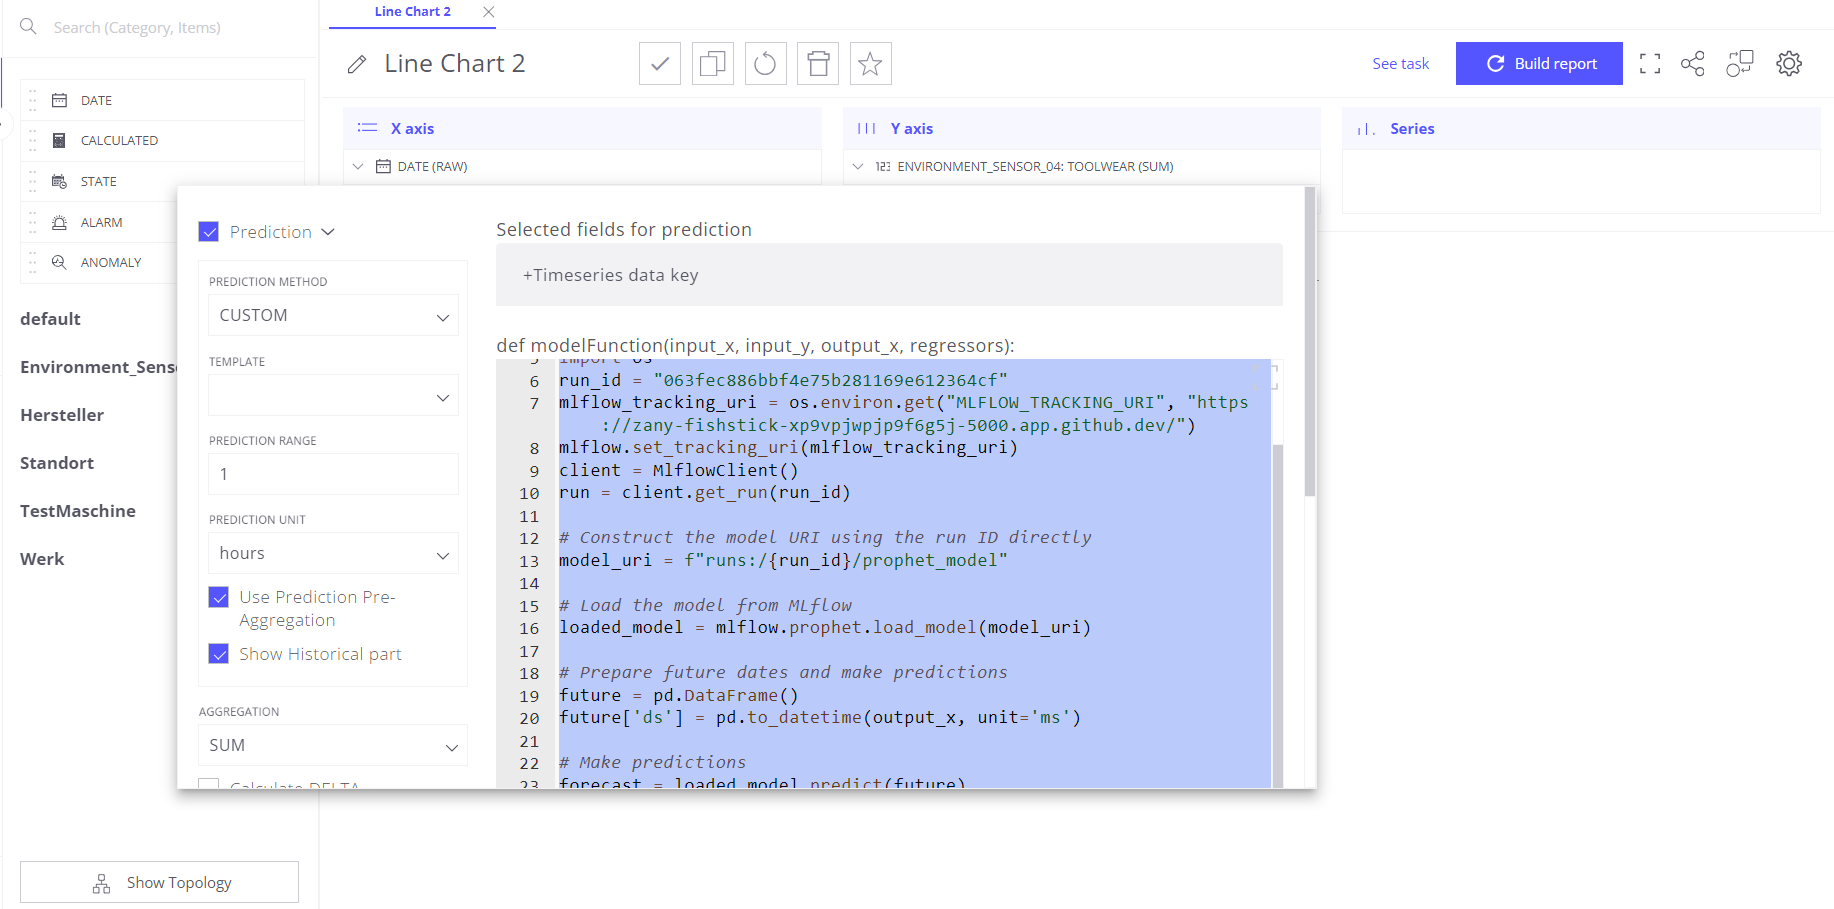 Line Chart 2
Search (Category, Items)
Line Chart 2
See task
Build report
DATE
CALCULATED
STATE
ALARM
ANOMALY
default
Environment_Sens
Hersteller
Standort
TestMaschine
Werk
Show Topology
X axis
DATE (RAW)
Y axis
123 ENVIRONMENT_SENSOR_04: TOOLWEAR (SUM)
Series
Prediction
PREDICTION METHOD
CUSTOM
TEMPLATE
PREDICTION RANGE
1
PREDICTION UNIT
hours
Use Prediction Pre-
Aggregation
Show Historical part
AGGREGATION
SUM
Calculate DELTA
Selected fields for prediction
+Timeseries data key
def modelFunction(input_x, input_y, output_x, regressors):
5 import os
6 run_id = "063fec886bbf4e75b281169e612364cf"
7 mlflow_tracking_uri = os.environ.get("MLFLOW_TRACKING_URI", "https
://zany-fishstick-xp9vpjwpjp9f6g5j-5000.app.github.dev/")
8 mlflow.set_tracking_uri(mlflow_tracking_uri)
9 client = MlflowClient()
10 run = client.get_run(run_id)
11
12 # Construct the model URI using the run ID directly
13 model_uri = f"runs:/{run_id}/prophet_model"
14
15 # Load the model from MLflow
16 loaded_model = mlflow.prophet.load_model(model_uri)
17
18 # Prepare future dates and make predictions
19 future = pd.DataFrame()
20 future['ds'] = pd.to_datetime(output_x, unit='ms')
21
22 # Make predictions
23 forecast = loaded_model.predict(future)